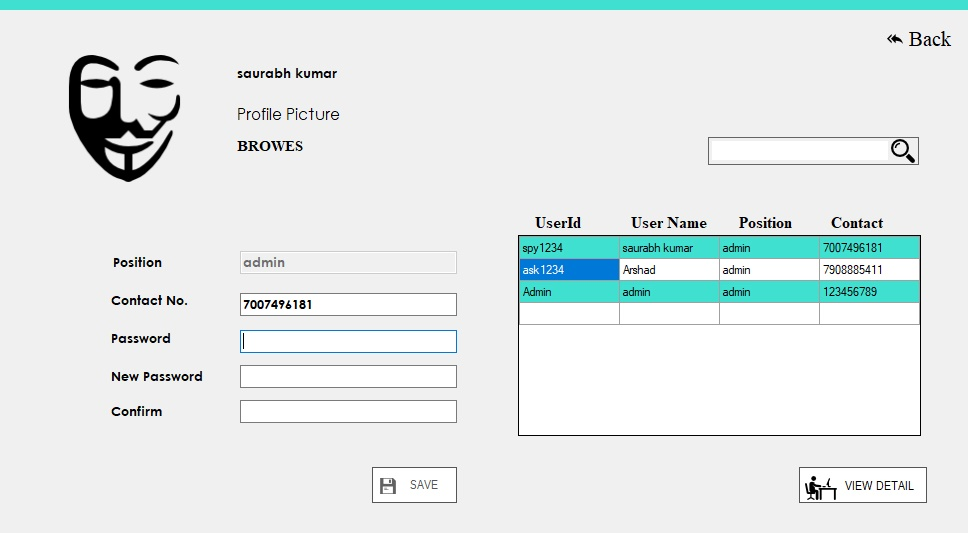 Back
saurabh kumar
Profile Picture
BROWES
Position admin
Contact No. 7007496181
Password
New Password
Confirm
SAVE
UserId User Name Position Contact
spy1234 saurabh kumar admin 7007496181
ask1234 Arshad admin 7908885411
Admin admin admin 123456789
VIEW DETAIL